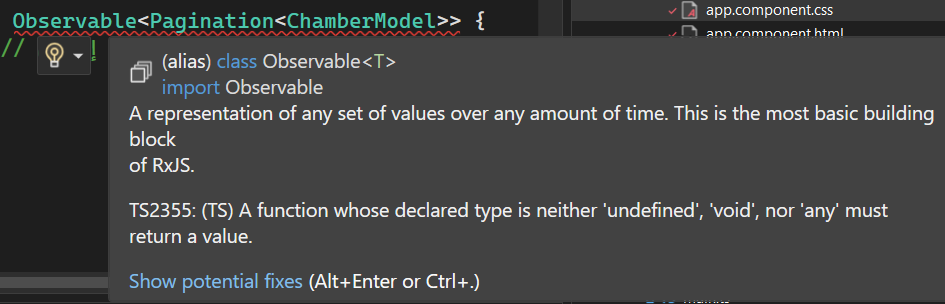 Observable<Pagination<ChamberModel>> {
//
(alias) class Observable<T>
import Observable
A representation of any set of values over any amount of time. This is the most basic building
block
of RxJS.
TS2355: (TS) A function whose declared type is neither 'undefined', 'void', nor 'any' must
return a value.
Show potential fixes (Alt+Enter or Ctrl+.)
app.component.css
app.component.html